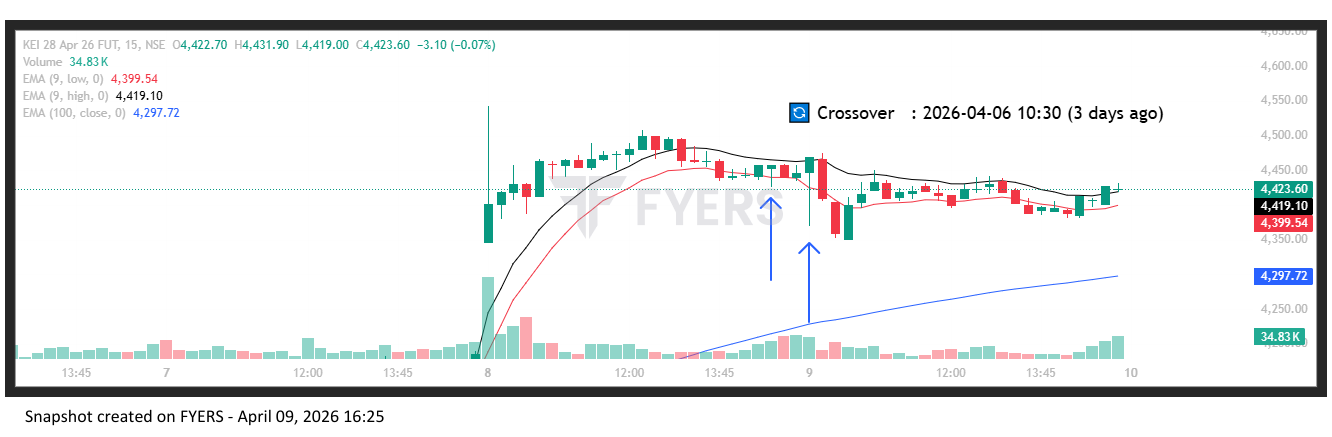 4,650.00
KEI 28 Apr 26 FUT, 15, NSE O4,422.70 H4,431.90 L4,419.00 C4,423.60 −3.10 (−0.07%)
Volume 34.83 K
4,600.00
EMA (9, low, 0) 4,399.54
EMA (9, high, 0) 4,419.10
4,550.00
EMA (100, close, 0) 4,297.72
Crossover : 2026-04-06 10:30 (3 days ago)
4,500.00
4,450.00
4,423.60
FYERS
4,419.10
4,399.54
4,350.00
4,297.72
4,250.00
34.83 K
13:45 7 12:00 13:45 8 12:00 13:45 9 12:00 13:45 10
Snapshot created on FYERS - April 09, 2026 16:25